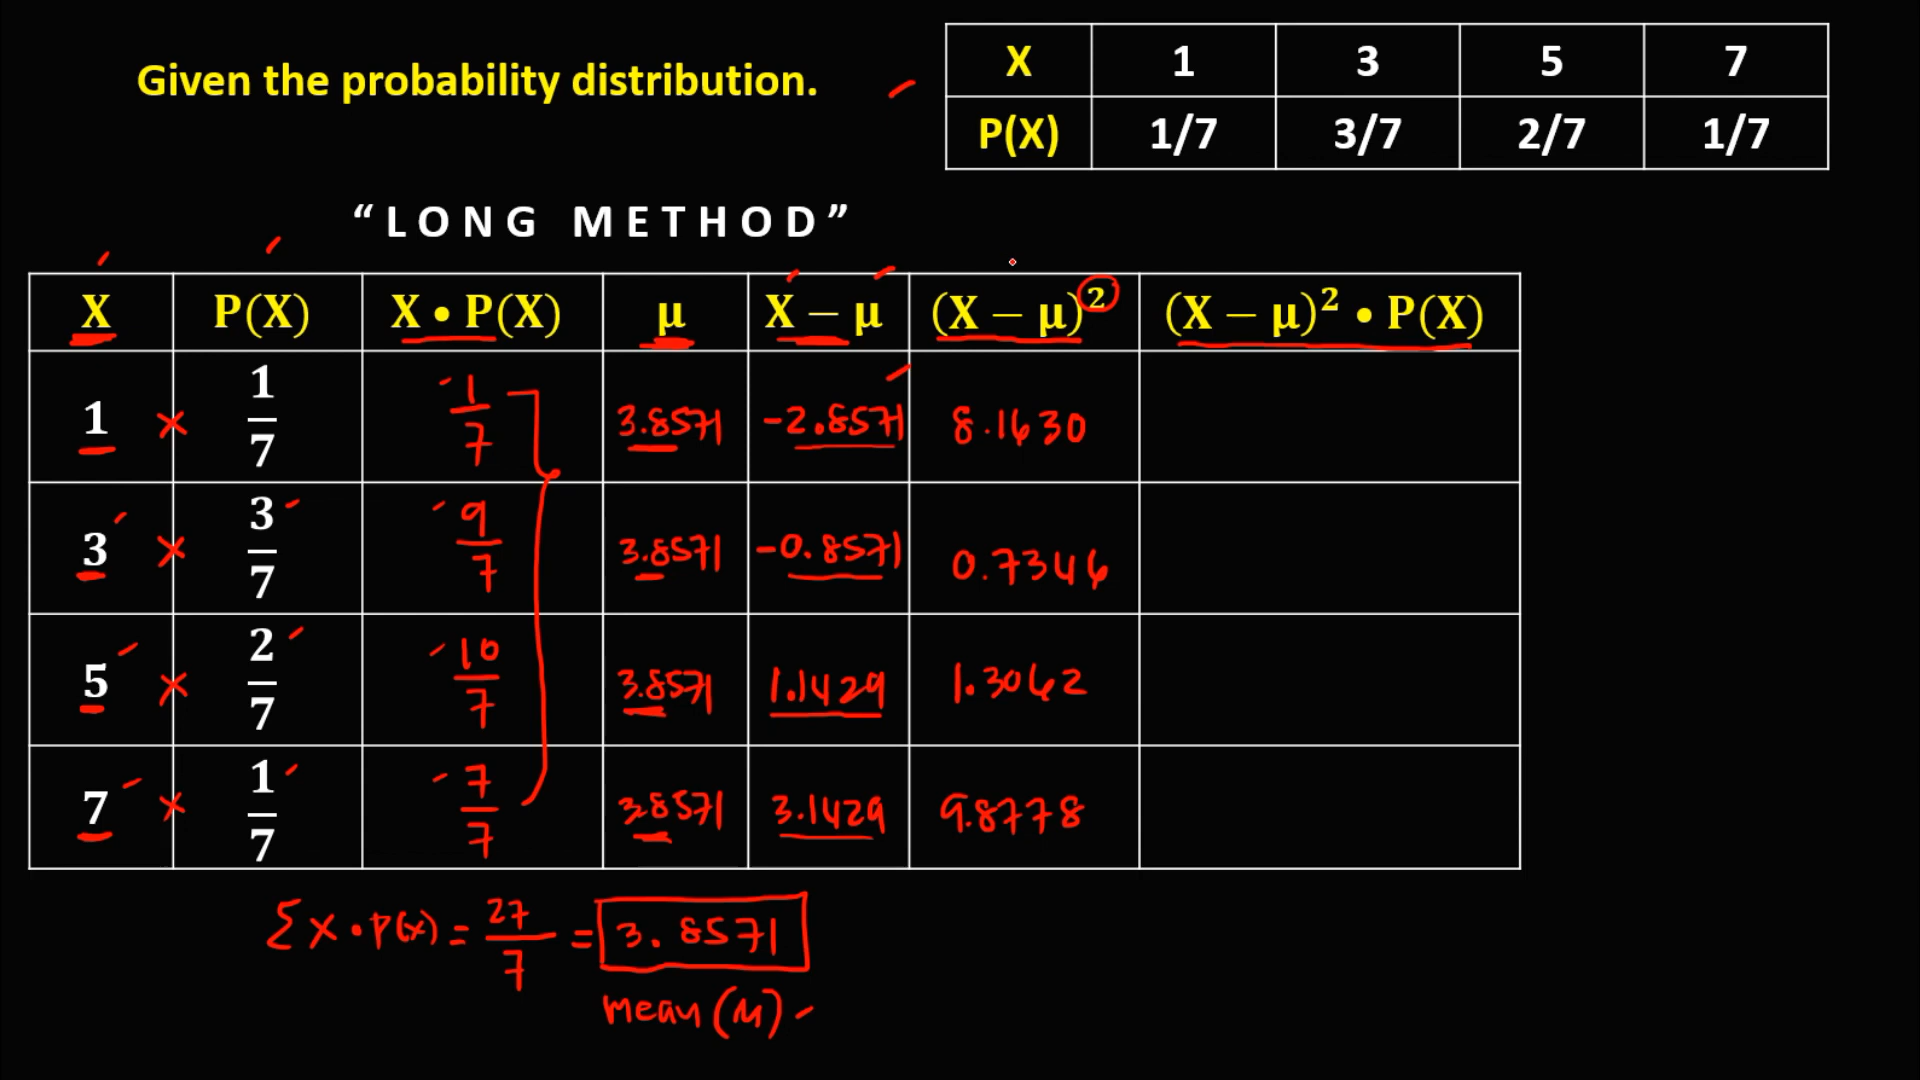 Given the probability distribution.
X 1 3 5 7
P(X) 1/7 3/7 2/7 1/7
“LONG METHOD”
X P(X) X • P(X) μ X − μ (X − μ)² (X − μ)² • P(X)
1 × 1/7 1/7 3.8571 -2.8571 8.1630
3 × 3/7 9/7 3.8571 -0.8571 0.7346
5 × 2/7 10/7 3.8571 1.1429 1.3062
7 × 1/7 7/7 3.8571 3.1429 9.8778
Σ X • P(x) = 27/7 = 3.8571
mean (μ)